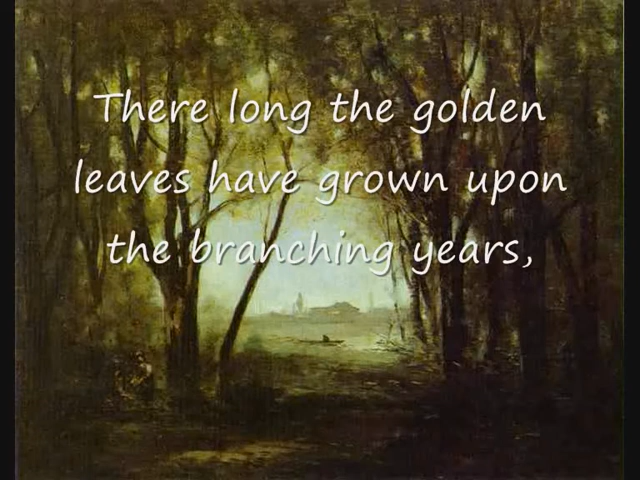 There long the golden
leaves have grown upon
the branching years,